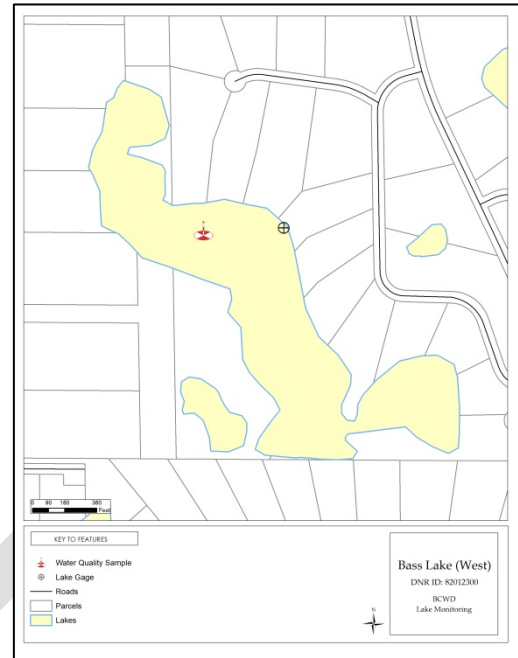 0 90 180 360
Feet
KEY TO FEATURES
Water Quality Sample
Lake Gage
Roads
Parcels
Lakes
N
Bass Lake (West)
DNR ID: 82012300
BCWD
Lake Monitoring